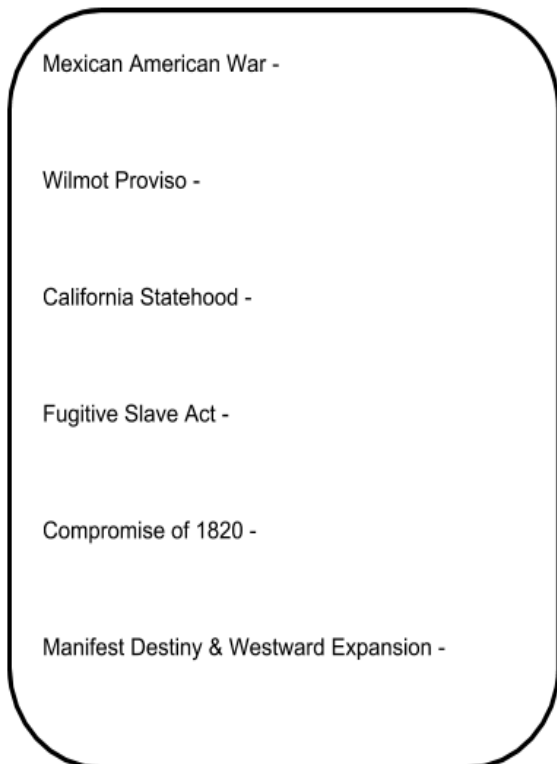 Mexican American War -
Wilmot Proviso -
California Statehood -
Fugitive Slave Act -
Compromise of 1820 -
Manifest Destiny & Westward Expansion -